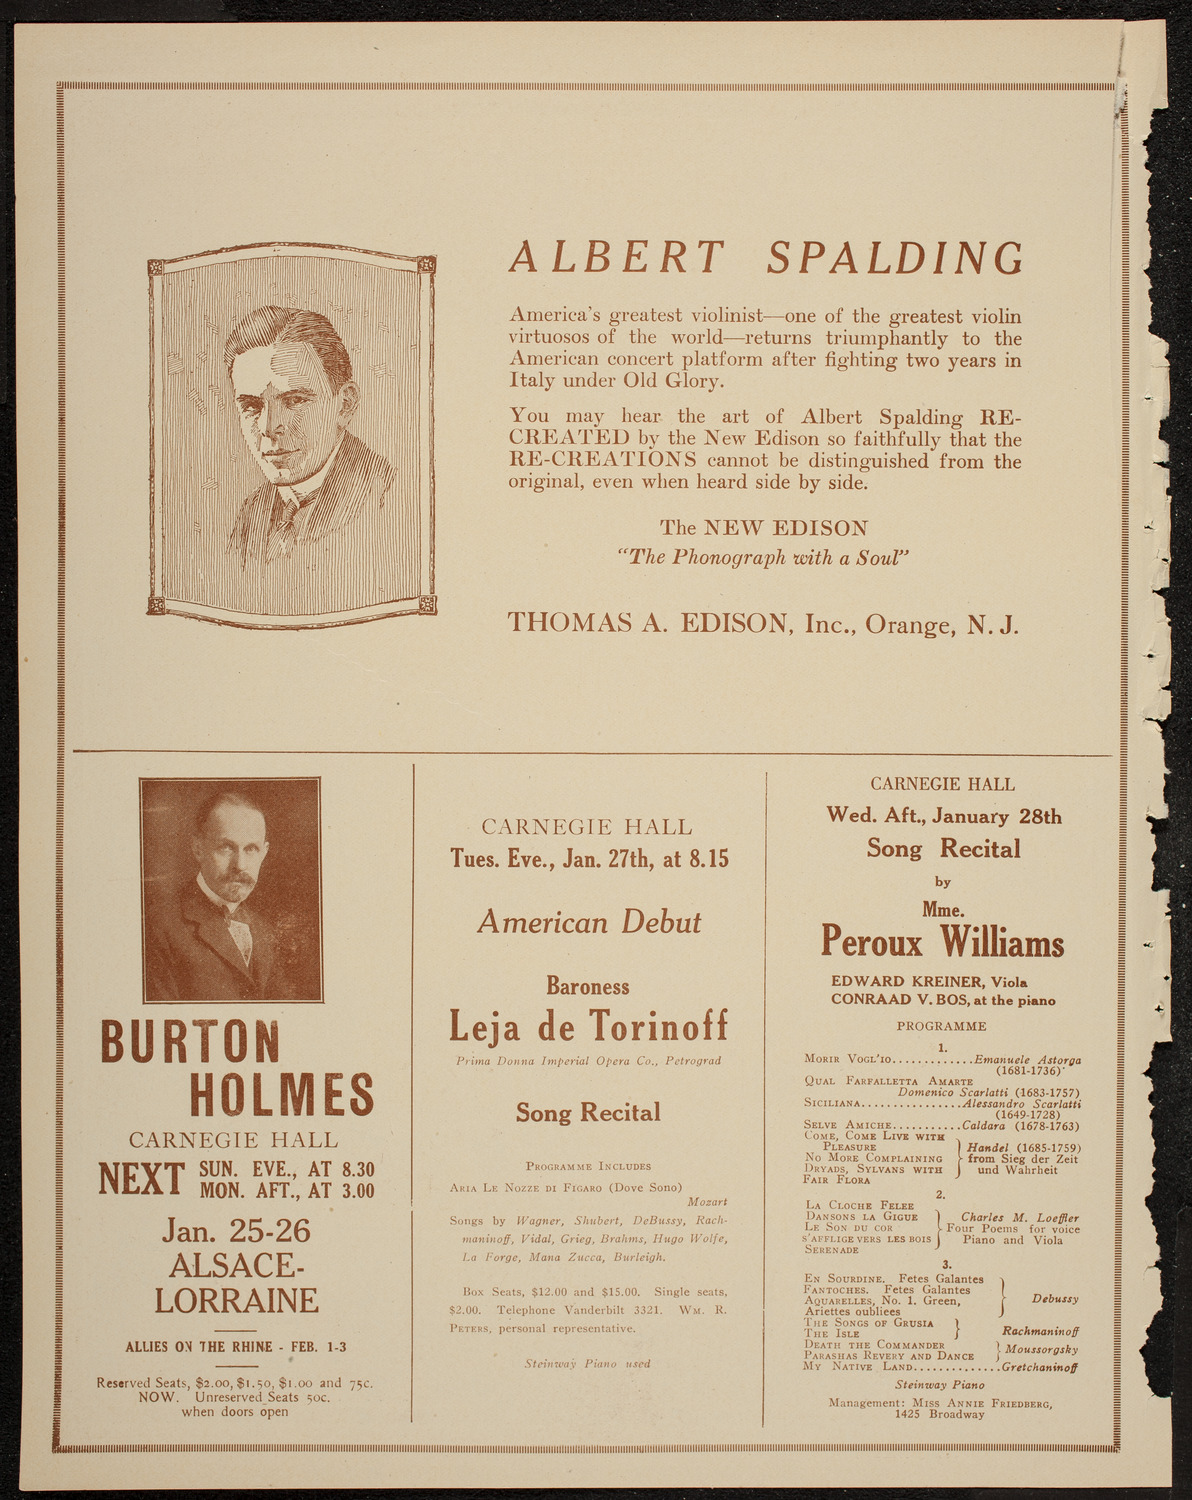 ALBERT SPALDING
America's greatest violinist—one of the greatest violin
virtuosos of the world—returns triumphantly to the
American concert platform after fighting two years in
Italy under Old Glory.
You may hear the art of Albert Spalding RE-
CREATED by the New Edison so faithfully that the
RE-CREATIONS cannot be distinguished from the
original, even when heard side by side.
The NEW EDISON
"The Phonograph with a Soul"
THOMAS A. EDISON, Inc., Orange, N. J.
BURTON
HOLMES
CARNEGIE HALL
NEXT SUN. EVE., AT 8.30
MON. AFT., AT 3.00
Jan. 25-26
ALSACE-
LORRAINE
ALLIES ON THE RHINE - FEB. 1-3
Reserved Seats, $2.00, $1.50, $1.00 and 75c.
NOW. Unreserved Seats 50c.
when doors open
CARNEGIE HALL
Tues. Eve., Jan. 27th, at 8.15
American Debut
Baroness
Leja de Torinoff
Prima Donna Imperial Opera Co., Petrograd
Song Recital
PROGRAMME INCLUDES
ARIA LE NOZZE DI FIGARO (Dove Sono)
Mozart
Songs by Wagner, Shubert, DeBussy, Rach-
maninoff, Vidal, Grieg, Brahms, Hugo Wolfe,
La Forge, Mana Zucca, Burleigh.
Box Seats, $12.00 and $15.00. Single seats,
$2.00. Telephone Vanderbilt 3321. WM. R.
PETERS, personal representative.
Steinway Piano used
CARNEGIE HALL
Wed. Aft., January 28th
Song Recital
by
Mme.
Peroux Williams
EDWARD KREINER, Viola
CONRAAD V. BOS, at the piano
PROGRAMME
1.
MORIR VOGL'IO.............Emanuele Astorga
(1681-1736)
QUAL FARFALLETTA AMARTE
Domenico Scarlatti (1683-1757)
SICILIANA................Alessandro Scarlatti
(1649-1728)
SELVE AMICHE...........Caldara (1678-1763)
COME, COME LIVE WITH
PLEASURE Handel (1685-1759)
NO MORE COMPLAINING from Sieg der Zeit
DRYADS, SYLVANS WITH und Wahrheit
FAIR FLORA
2.
LA CLOCHE FELEE
DANSONS LA GIGUE Charles M. Loeffler
LE SON DU COR Four Poems for voice
S'AFFLIGE VERS LES BOIS Piano and Viola
SERENADE
3.
EN SOURDINE. Fetes Galantes
FANTOCHES. Fetes Galantes
AQUARELLES, No. 1. Green, Debussy
Ariettes oubliees
THE SONGS OF GRUSIA
THE ISLE Rachmaninoff
DEATH THE COMMANDER
PARASHAS REVERY AND DANCE Moussorgsky
MY NATIVE LAND..............Gretchaninoff
Steinway Piano
Management: MISS ANNIE FRIEDBERG,
1425 Broadway